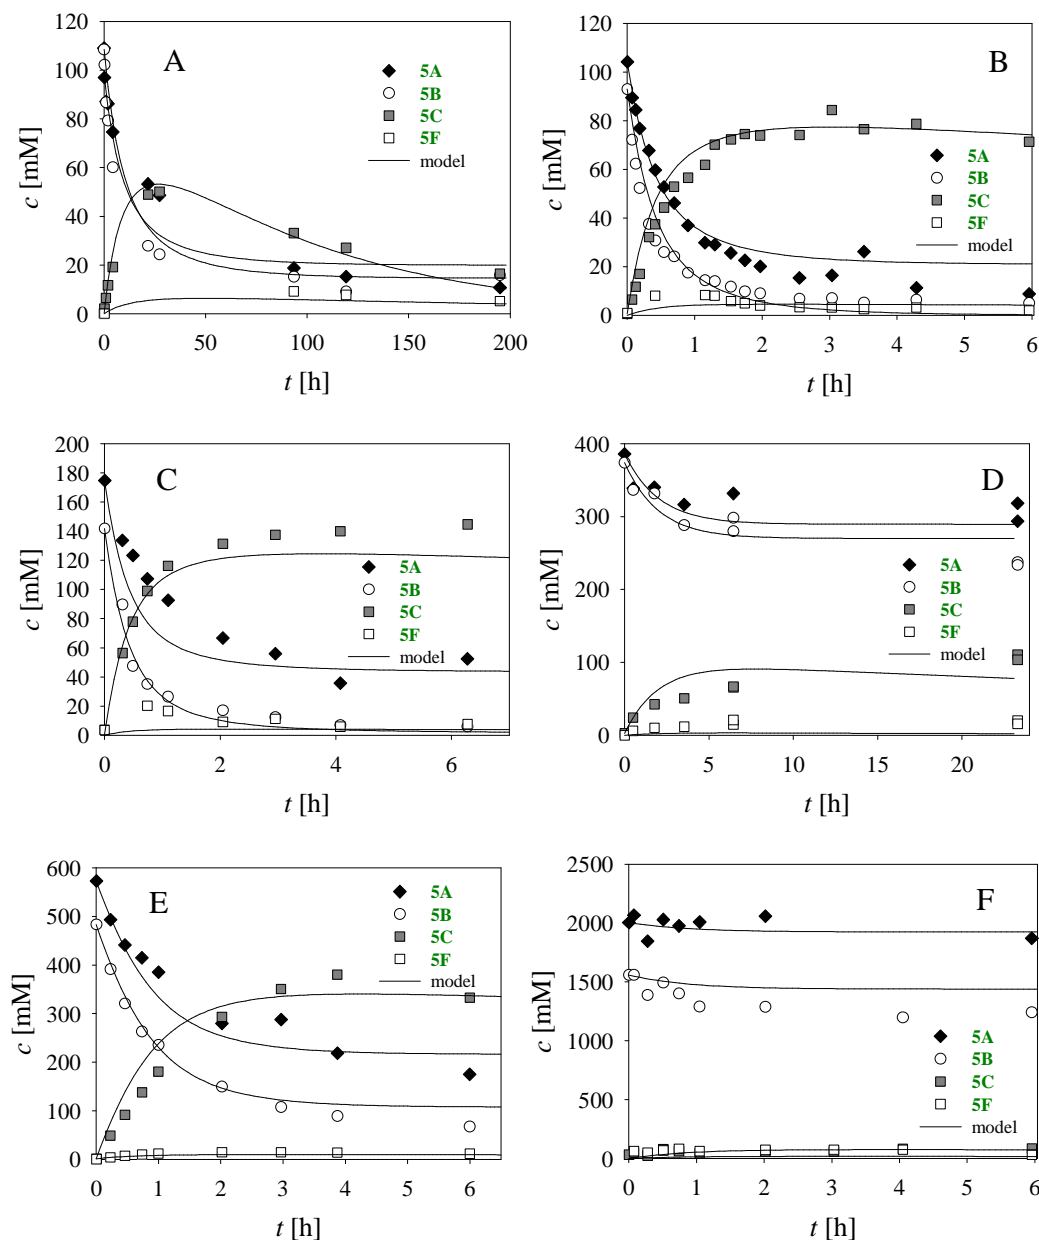 A
5A
5B
5C
5F
model
c [mM]
120
100
80
60
40
20
0
0 50 100 150 200
t [h]
B
5A
5B
5C
5F
model
c [mM]
120
100
80
60
40
20
0
0 1 2 3 4 5 6
t [h]
C
5A
5B
5C
5F
model
c [mM]
200
180
160
140
120
100
80
60
40
20
0
0 2 4 6
t [h]
D
5A
5B
5C
5F
model
c [mM]
400
300
200
100
0
0 5 10 15 20
t [h]
E
5A
5B
5C
5F
model
c [mM]
600
500
400
300
200
100
0
0 1 2 3 4 5 6
t [h]
F
5A
5B
5C
5F
model
c [mM]
2500
2000
1500
1000
500
0
0 1 2 3 4 5 6
t [h]